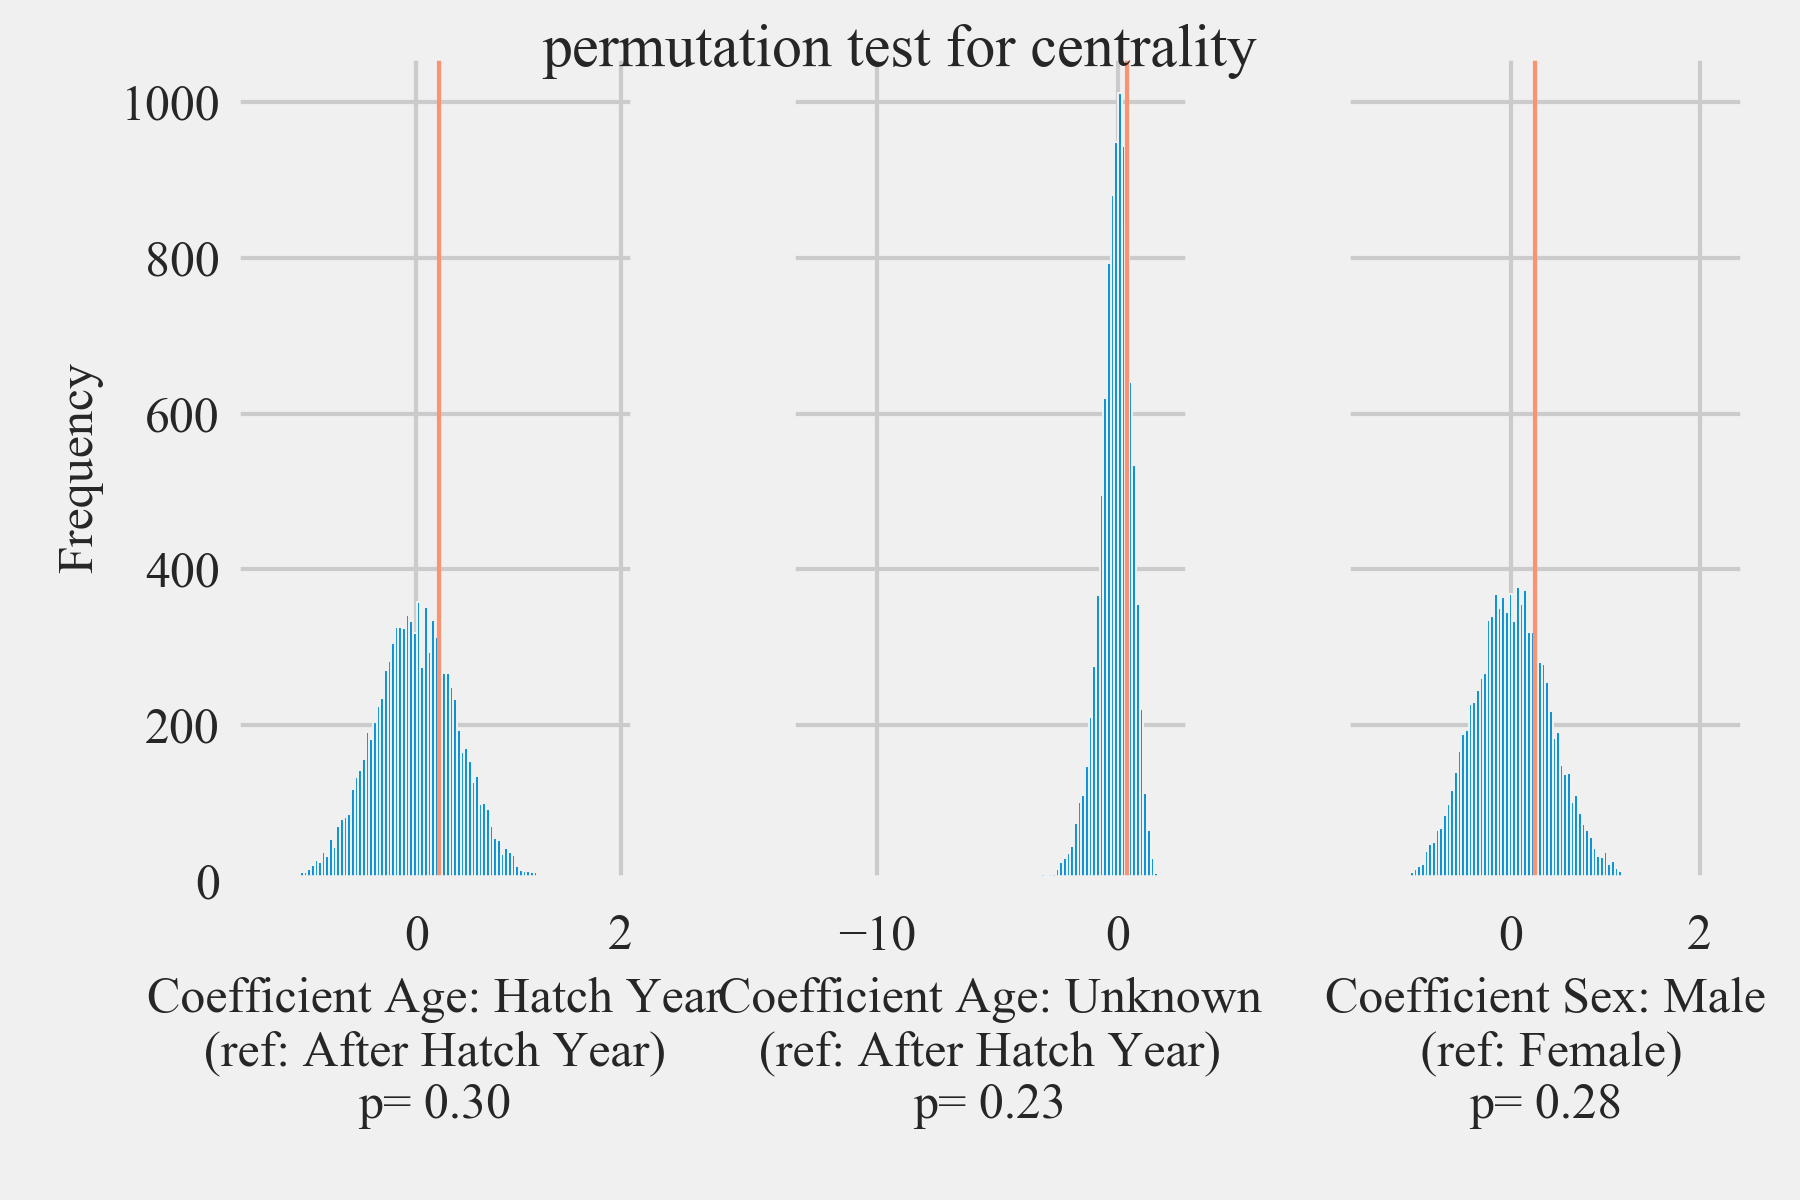 permutation test for centrality
Frequency
1000
800
600
400
200
0
0 2
−10 0
0 2
Coefficient Age: Hatch Year
(ref: After Hatch Year)
p= 0.30
Coefficient Age: Unknown
(ref: After Hatch Year)
p= 0.23
Coefficient Sex: Male
(ref: Female)
p= 0.28